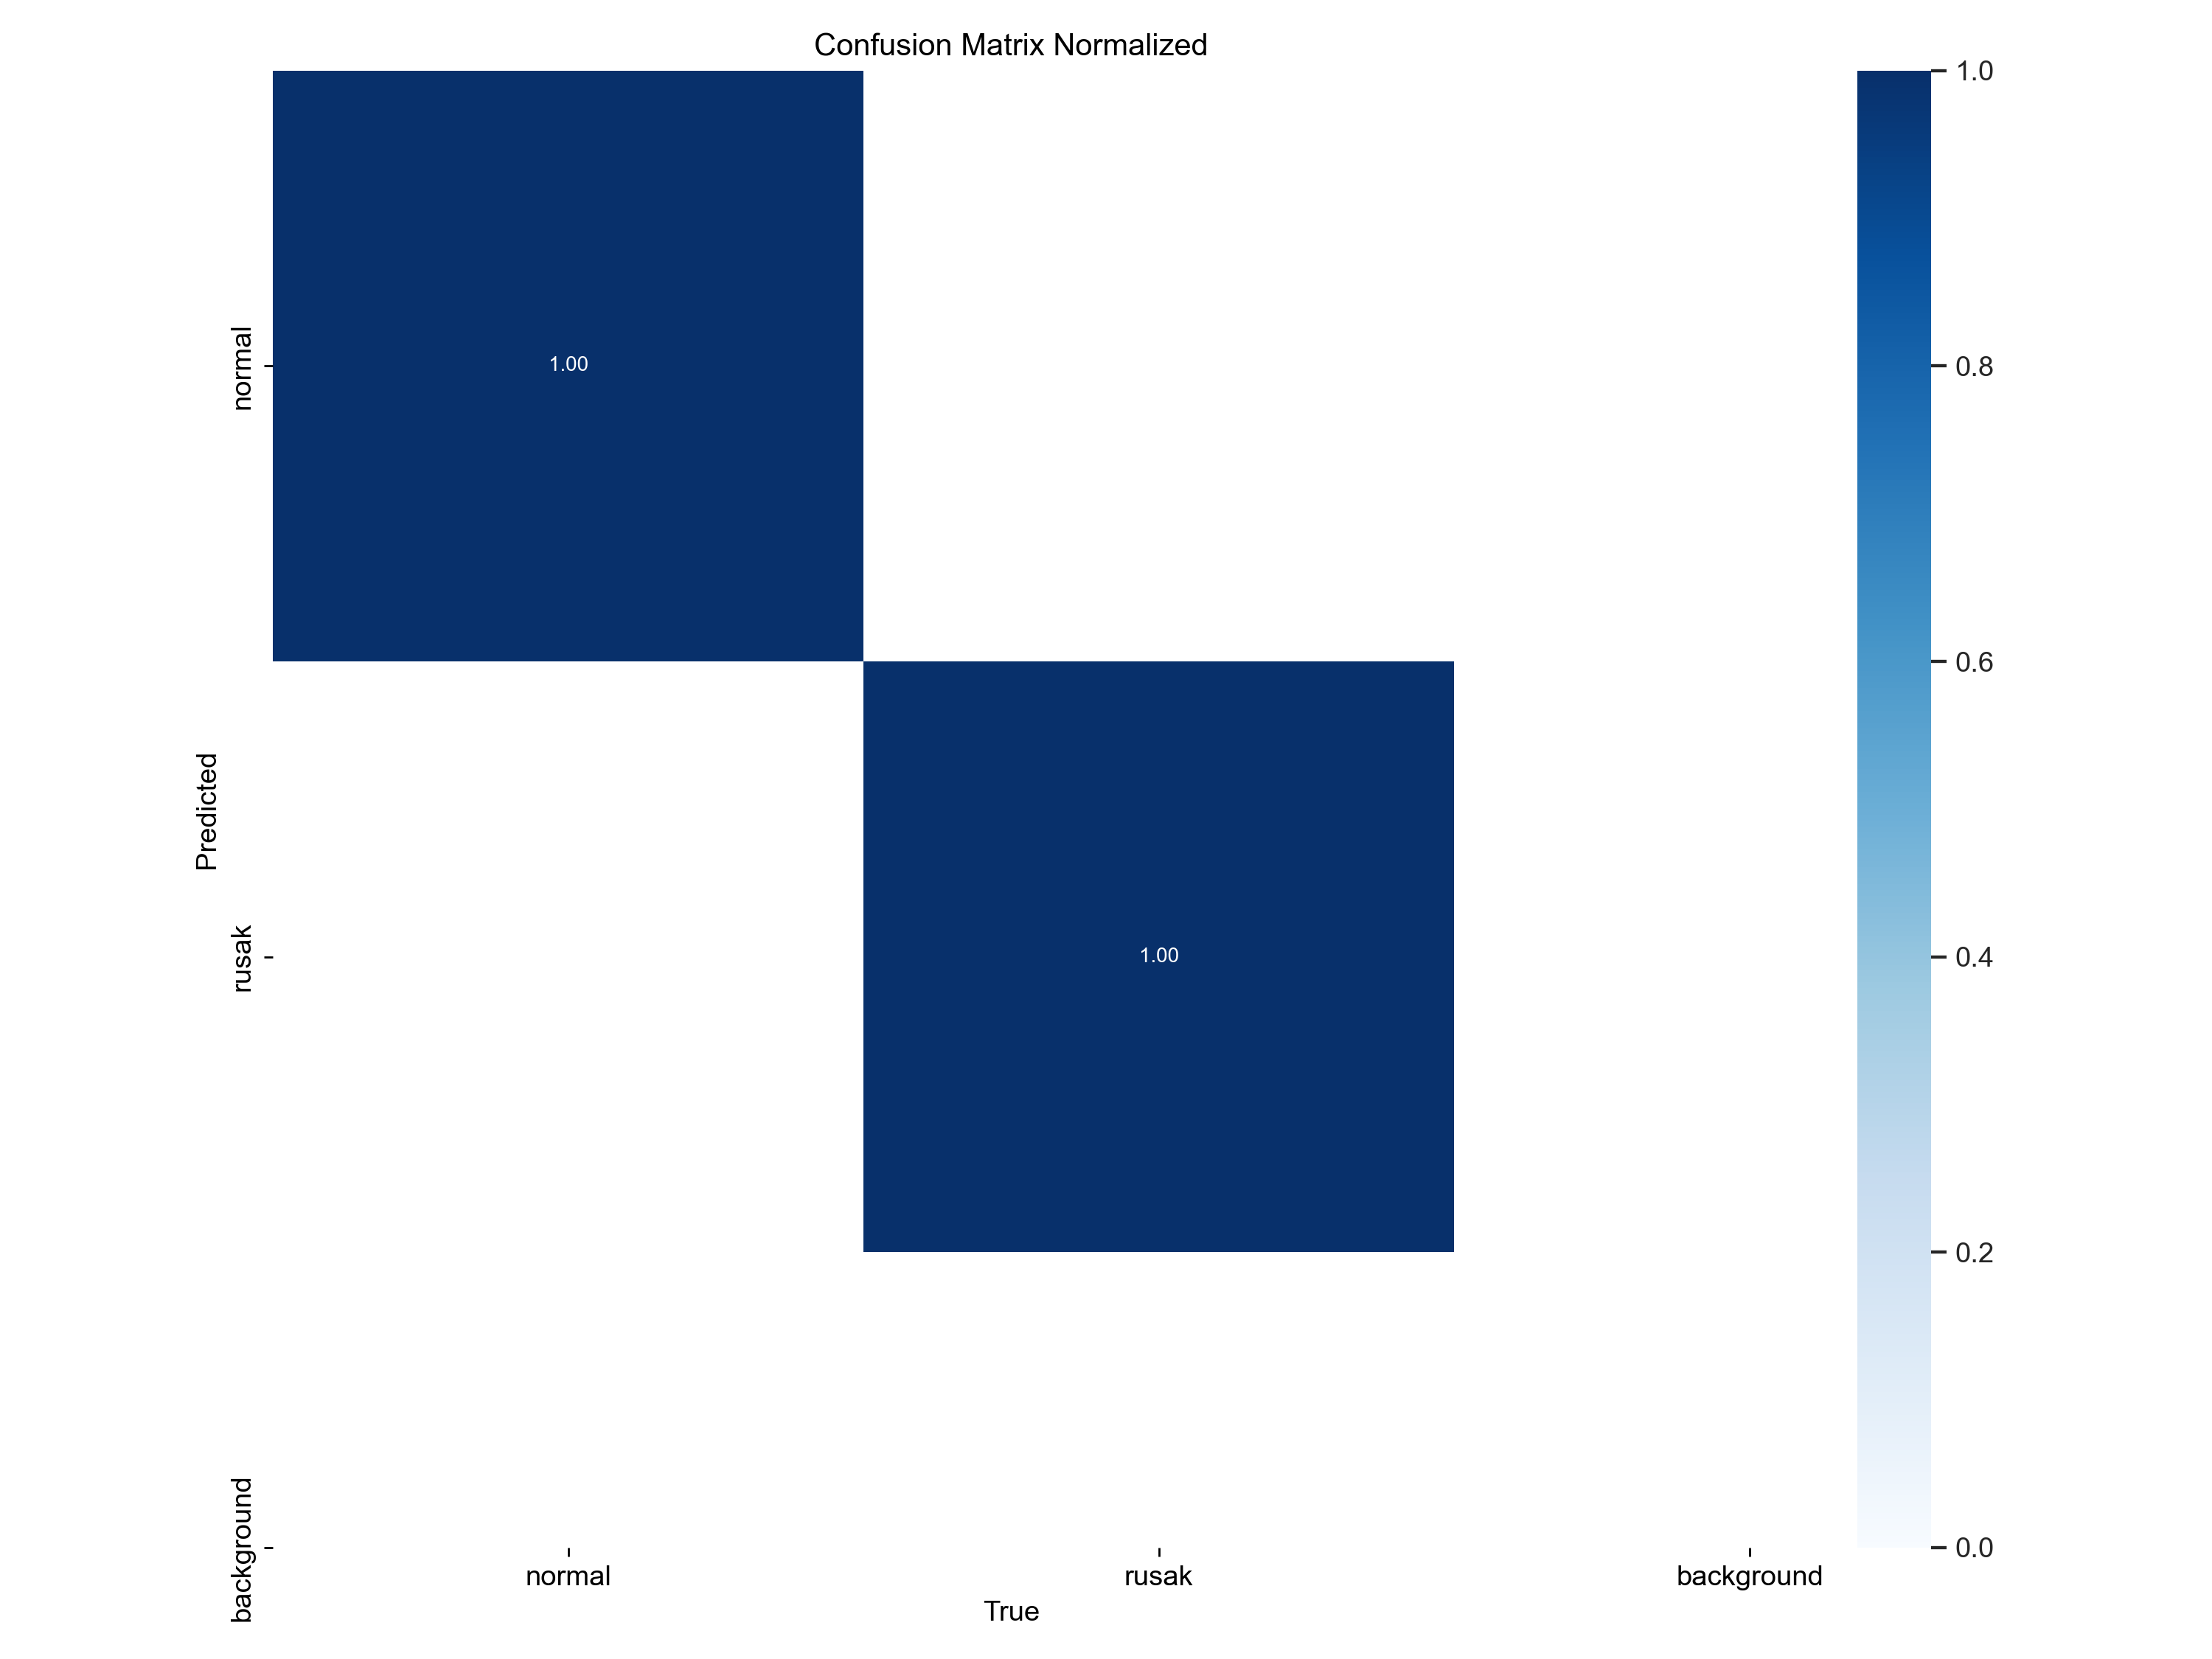 Confusion Matrix Normalized
Predicted
normal
rusak
background
1.00
1.00
normal
rusak
background
True
1.0
0.8
0.6
0.4
0.2
0.0